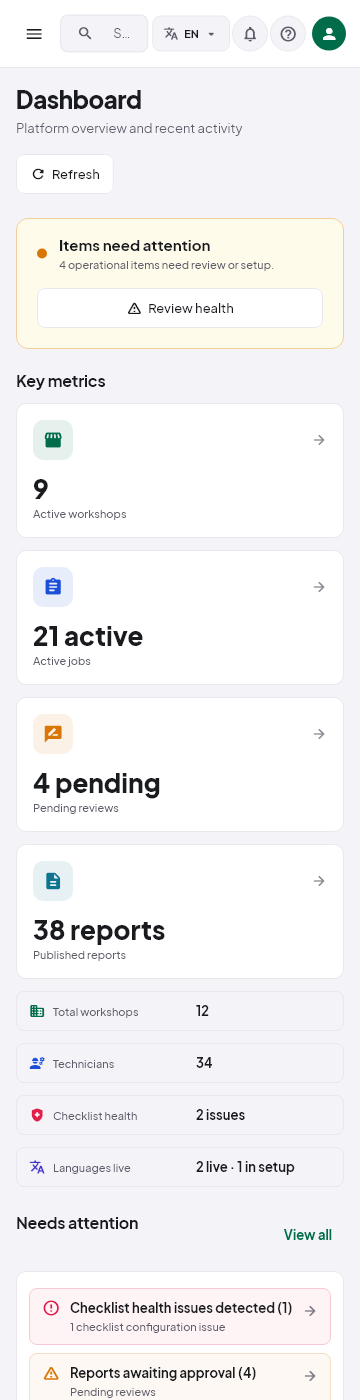 S...
EN
Dashboard
Platform overview and recent activity
Refresh
Items need attention
4 operational items need review or setup.
Review health
Key metrics
9
Active workshops
21 active
Active jobs
4 pending
Pending reviews
38 reports
Published reports
Total workshops 12
Technicians 34
Checklist health 2 issues
Languages live 2 live · 1 in setup
Needs attention
View all
Checklist health issues detected (1)
1 checklist configuration issue
Reports awaiting approval (4)
Pending reviews